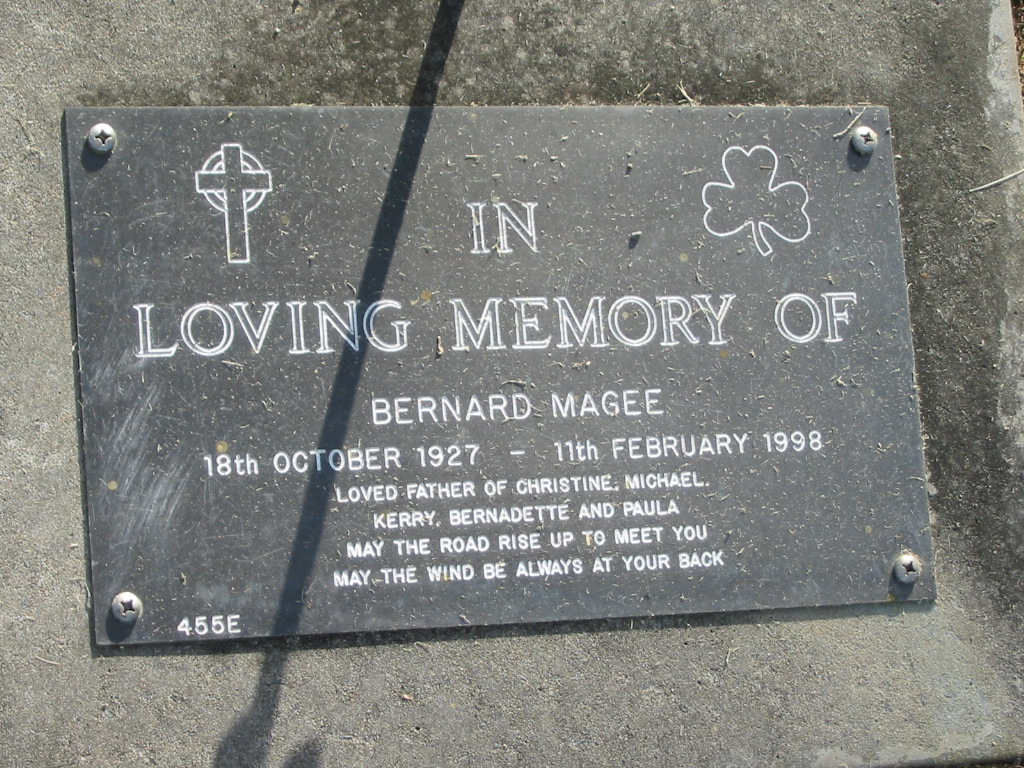 IN
LOVING MEMORY OF
BERNARD MAGEE
18th OCTOBER 1927 - 11th FEBRUARY 1998
LOVED FATHER OF CHRISTINE, MICHAEL,
KERRY, BERNADETTE AND PAULA
MAY THE ROAD RISE UP TO MEET YOU
MAY THE WIND BE ALWAYS AT YOUR BACK
455E